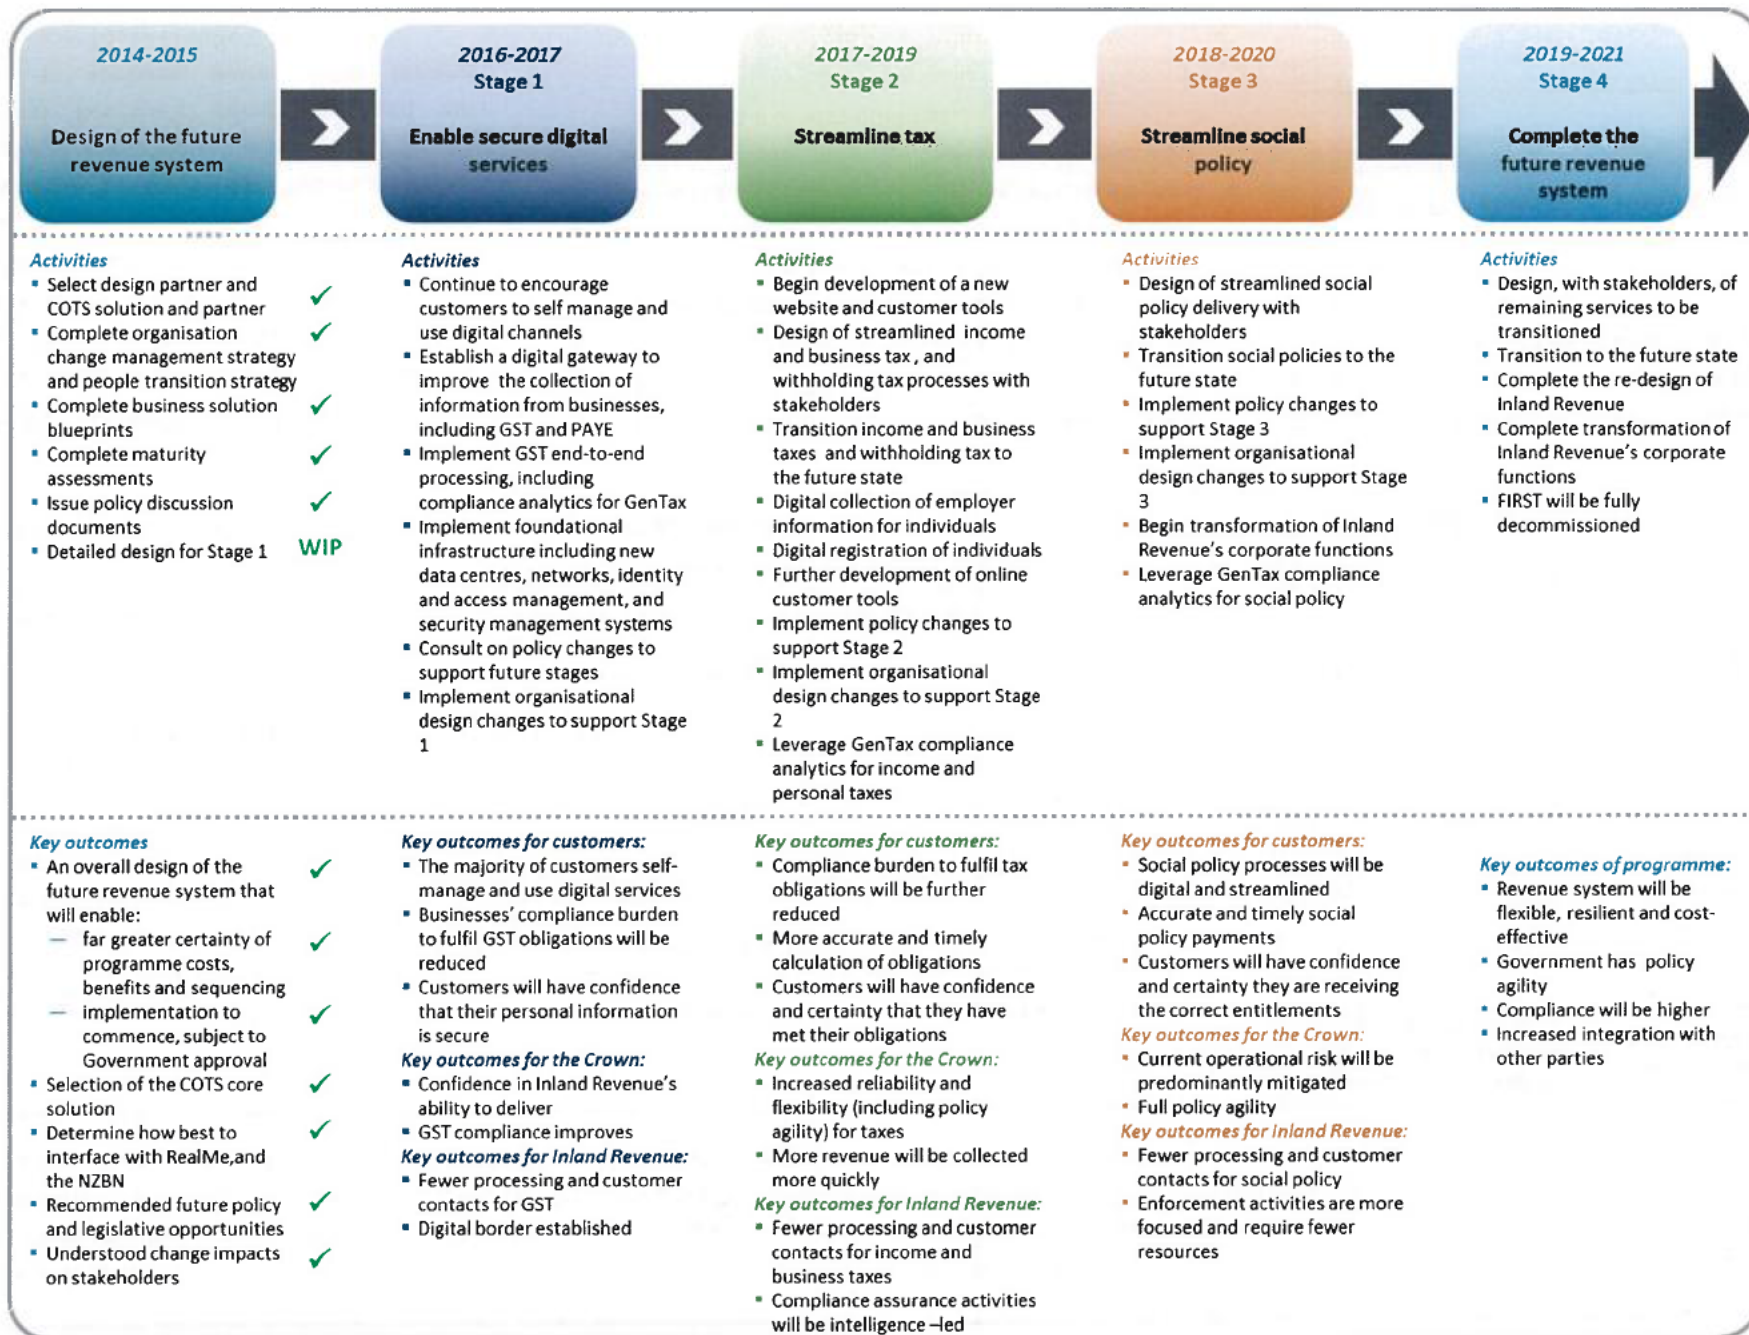 2014-2015
Design of the future
revenue system
2016-2017
Stage 1
Enable secure digital
services
2017-2019
Stage 2
Streamline tax
2018-2020
Stage 3
Streamline social
policy
2019-2021
Stage 4
Complete the
future revenue
system
Activities
▪ Select design partner and
COTS solution and partner ✓
▪ Complete organisation ✓
change management strategy
and people transition strategy
▪ Complete business solution ✓
blueprints
▪ Complete maturity ✓
assessments
▪ Issue policy discussion ✓
documents
▪ Detailed design for Stage 1 WIP
Activities
▪ Continue to encourage
customers to self manage and
use digital channels
▪ Establish a digital gateway to
improve the collection of
information from businesses,
including GST and PAYE
▪ Implement GST end-to-end
processing, including
compliance analytics for GenTax
▪ Implement foundational
infrastructure including new
data centres, networks, identity
and access management, and
security management systems
▪ Consult on policy changes to
support future stages
▪ Implement organisational
design changes to support Stage
1
Activities
▪ Begin development of a new
website and customer tools
▪ Design of streamlined income
and business tax, and
withholding tax processes with
stakeholders
▪ Transition income and business
taxes and withholding tax to
the future state
▪ Digital collection of employer
information for individuals
▪ Digital registration of individuals
▪ Further development of online
customer tools
▪ Implement policy changes to
support Stage 2
▪ Implement organisational
design changes to support Stage
2
▪ Leverage GenTax compliance
analytics for income and
personal taxes
Activities
▪ Design of streamlined social
policy delivery with
stakeholders
▪ Transition social policies to the
future state
▪ Implement policy changes to
support Stage 3
▪ Implement organisational
design changes to support Stage
3
▪ Begin transformation of Inland
Revenue's corporate functions
▪ Leverage GenTax compliance
analytics for social policy
Activities
▪ Design, with stakeholders, of
remaining services to be
transitioned
▪ Transition to the future state
▪ Complete the re-design of
Inland Revenue
▪ Complete transformation of
Inland Revenue's corporate
functions
▪ FIRST will be fully
decommissioned
Key outcomes
▪ An overall design of the ✓
future revenue system that
will enable:
— far greater certainty of ✓
programme costs,
benefits and sequencing
— implementation to ✓
commence, subject to
Government approval
▪ Selection of the COTS core ✓
solution
▪ Determine how best to ✓
interface with RealMe,and
the NZBN
▪ Recommended future policy ✓
and legislative opportunities
▪ Understood change impacts ✓
on stakeholders
Key outcomes for customers:
▪ The majority of customers self-
manage and use digital services
▪ Businesses' compliance burden
to fulfil GST obligations will be
reduced
▪ Customers will have confidence
that their personal information
is secure
Key outcomes for the Crown:
▪ Confidence in Inland Revenue's
ability to deliver
▪ GST compliance improves
Key outcomes for Inland Revenue:
▪ Fewer processing and customer
contacts for GST
▪ Digital border established
Key outcomes for customers:
▪ Compliance burden to fulfil tax
obligations will be further
reduced
▪ More accurate and timely
calculation of obligations
▪ Customers will have confidence
and certainty that they have
met their obligations
Key outcomes for the Crown:
▪ Increased reliability and
flexibility (including policy
agility) for taxes
▪ More revenue will be collected
more quickly
Key outcomes for Inland Revenue:
▪ Fewer processing and customer
contacts for income and
business taxes
▪ Compliance assurance activities
will be intelligence –led
Key outcomes for customers:
▪ Social policy processes will be
digital and streamlined
▪ Accurate and timely social
policy payments
▪ Customers will have confidence
and certainty they are receiving
the correct entitlements
Key outcomes for the Crown:
▪ Current operational risk will be
predominantly mitigated
▪ Full policy agility
Key outcomes for Inland Revenue:
▪ Fewer processing and customer
contacts for social policy
▪ Enforcement activities are more
focused and require fewer
resources
Key outcomes of programme:
▪ Revenue system will be
flexible, resilient and cost-
effective
▪ Government has policy
agility
▪ Compliance will be higher
▪ Increased integration with
other parties